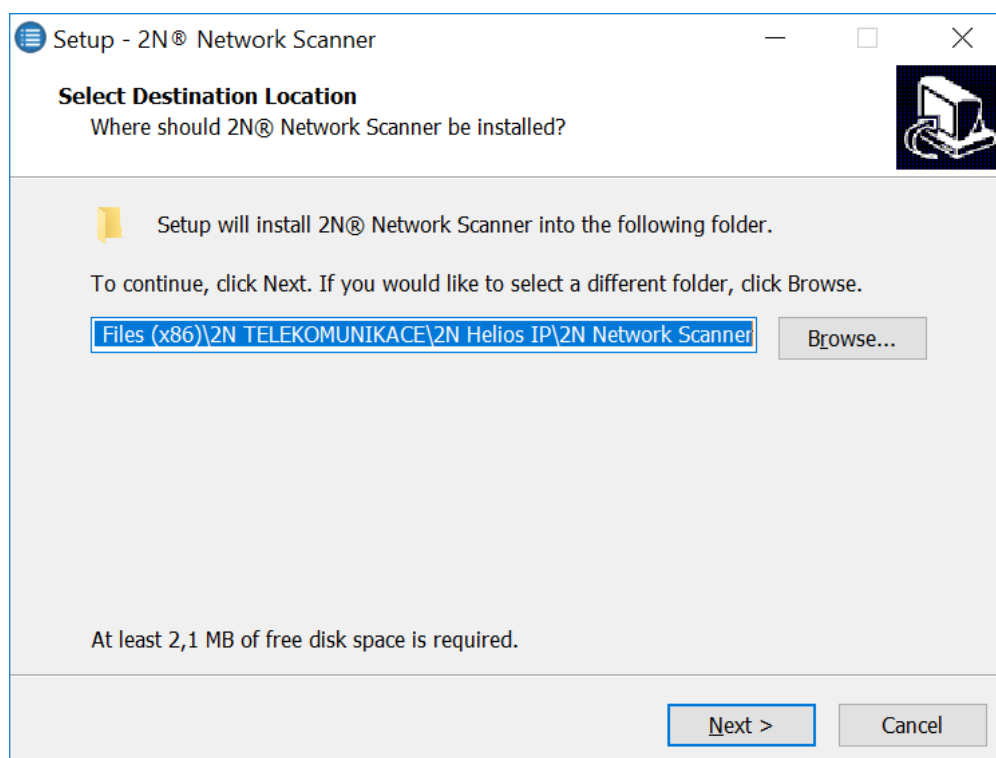 Setup - 2N® Network Scanner
Select Destination Location
Where should 2N® Network Scanner be installed?
Setup will install 2N® Network Scanner into the following folder.
To continue, click Next. If you would like to select a different folder, click Browse.
Files (x86)\2N TELEKOMUNIKACE\2N Helios IP\2N Network Scanner
Browse...
At least 2,1 MB of free disk space is required.
Next >
Cancel